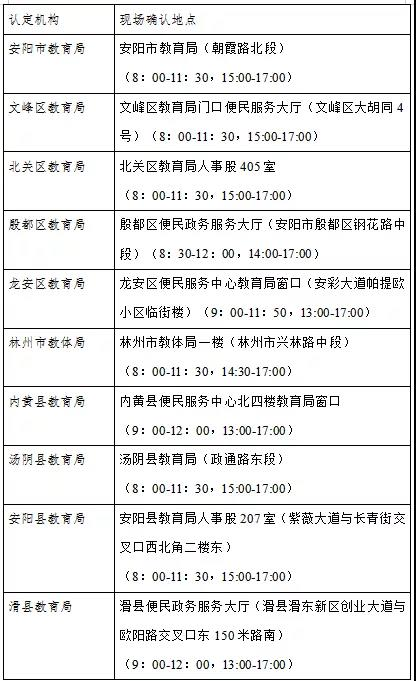 认定机构 现场确认地点
安阳市教育局 安阳市教育局（朝霞路北段）
（8：00-11：30，15:00-17:00）
文峰区教育局 文峰区教育局门口便民服务大厅（文峰区大胡同4
号）（8：00-11：30，15:00-17:00）
北关区教育局 北关区教育局人事股 405 室
（8：00-11：30，15:00-17:00）
殷都区教育局 殷都区便民政务服务大厅（安阳市殷都区钢花路中
段）（8：30-12：00，14:00-17:00）
龙安区教育局 龙安区便民服务中心教育局窗口（安彩大道帕提欧
小区临街楼）（9：00-11：50，13:00-17:00）
林州市教体局 林州市教体局一楼（林州市兴林路中段）
（8：00-11：30，14:30-17:00）
内黄县教育局 内黄县便民服务中心北四楼教育局窗口
（9：00-12：00，13:00-17:00）
汤阴县教育局 汤阴县教育局（政通路东段）
（8：00-11：30，15:00-17:00）
安阳县教育局 安阳县教育局人事股 207 室（紫薇大道与长青街交
叉口西北角二楼东）
（8：00-11：30，15:00-17:00）
滑县教育局 滑县便民政务服务大厅（滑县滑东新区创业大道与
欧阳路交叉口东 150 米路南）
（9：00-12：00，13:00-17:00）